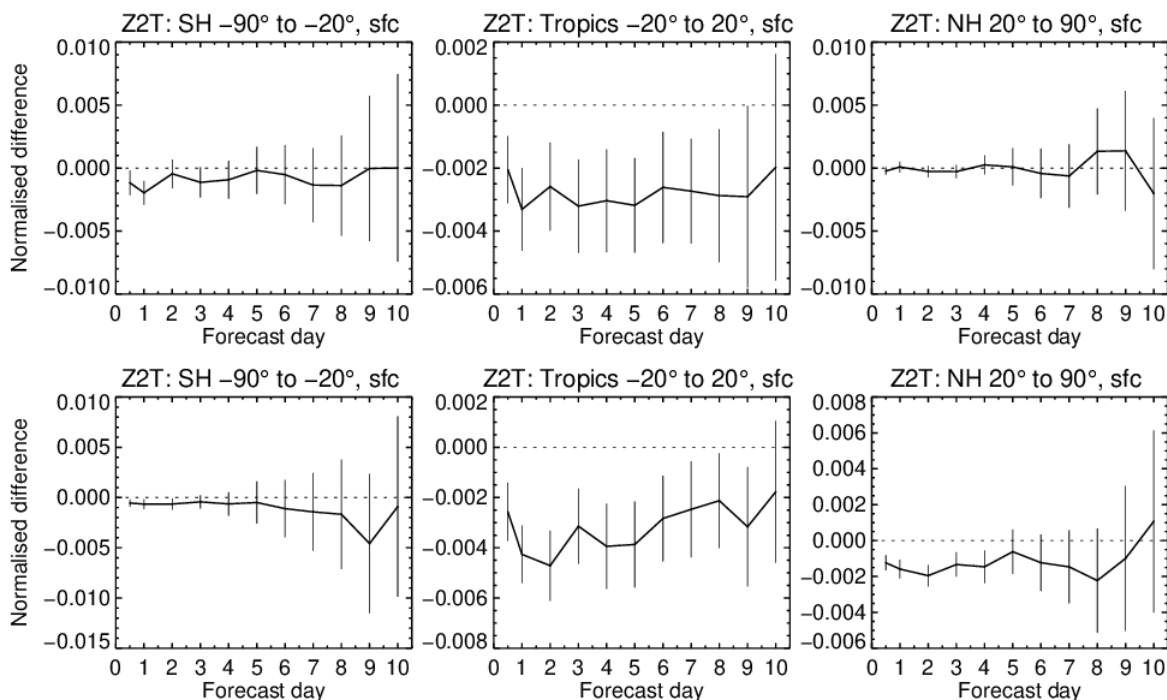 Z2T: SH −90° to −20°, sfc
Normalised difference
0.010
0.005
0.000
−0.005
−0.010
0 1 2 3 4 5 6 7 8 9 10
Forecast day
Z2T: Tropics −20° to 20°, sfc
0.002
0.000
−0.002
−0.004
−0.006
0 1 2 3 4 5 6 7 8 9 10
Forecast day
Z2T: NH 20° to 90°, sfc
0.010
0.005
0.000
−0.005
−0.010
0 1 2 3 4 5 6 7 8 9 10
Forecast day
Z2T: SH −90° to −20°, sfc
Normalised difference
0.010
0.005
0.000
−0.005
−0.010
−0.015
0 1 2 3 4 5 6 7 8 9 10
Forecast day
Z2T: Tropics −20° to 20°, sfc
0.002
0.000
−0.002
−0.004
−0.006
−0.008
0 1 2 3 4 5 6 7 8 9 10
Forecast day
Z2T: NH 20° to 90°, sfc
0.008
0.006
0.004
0.002
0.000
−0.002
−0.004
−0.006
0 1 2 3 4 5 6 7 8 9 10
Forecast day